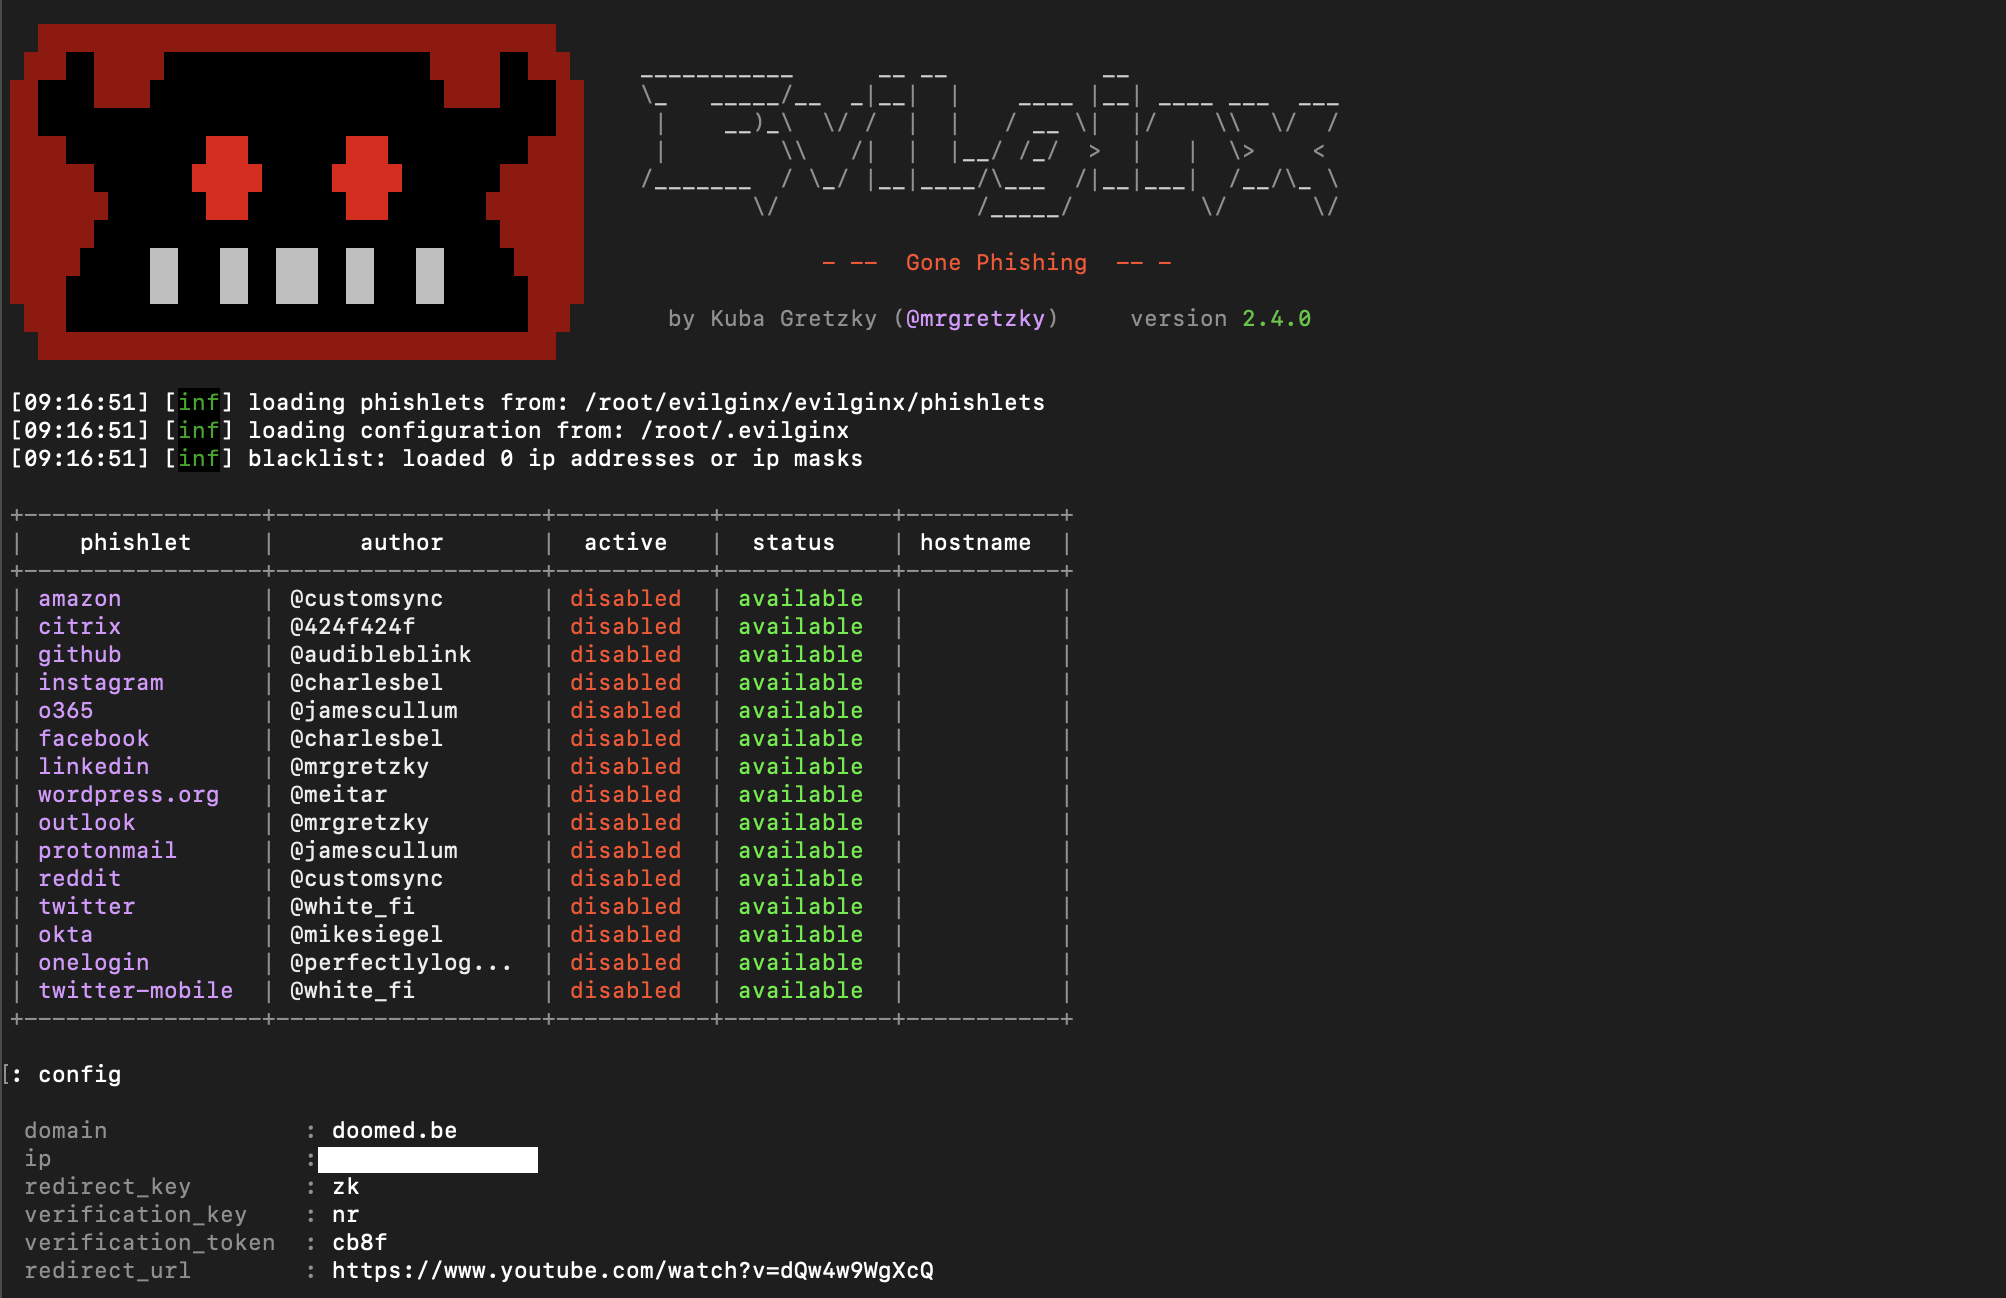 Evilginx
- -- Gone Phishing -- -
by Kuba Gretzky (@mrgretzky) version 2.4.0
[09:16:51] [inf] loading phishlets from: /root/evilginx/evilginx/phishlets
[09:16:51] [inf] loading configuration from: /root/.evilginx
[09:16:51] [inf] blacklist: loaded 0 ip addresses or ip masks
+-----------------+-------------------+-----------+------------+-----------+
| phishlet | author | active | status | hostname |
+-----------------+-------------------+-----------+------------+-----------+
| amazon | @customsync | disabled | available | |
| citrix | @424f424f | disabled | available | |
| github | @audibleblink | disabled | available | |
| instagram | @charlesbel | disabled | available | |
| o365 | @jamescullum | disabled | available | |
| facebook | @charlesbel | disabled | available | |
| linkedin | @mrgretzky | disabled | available | |
| wordpress.org | @meitar | disabled | available | |
| outlook | @mrgretzky | disabled | available | |
| protonmail | @jamescullum | disabled | available | |
| reddit | @customsync | disabled | available | |
| twitter | @white_fi | disabled | available | |
| okta | @mikesiegel | disabled | available | |
| onelogin | @perfectlylog... | disabled | available | |
| twitter-mobile | @white_fi | disabled | available | |
+-----------------+-------------------+-----------+------------+-----------+
[: config
domain : doomed.be
ip :
redirect_key : zk
verification_key : nr
verification_token : cb8f
redirect_url : https://www.youtube.com/watch?v=dQw4w9WgXcQ